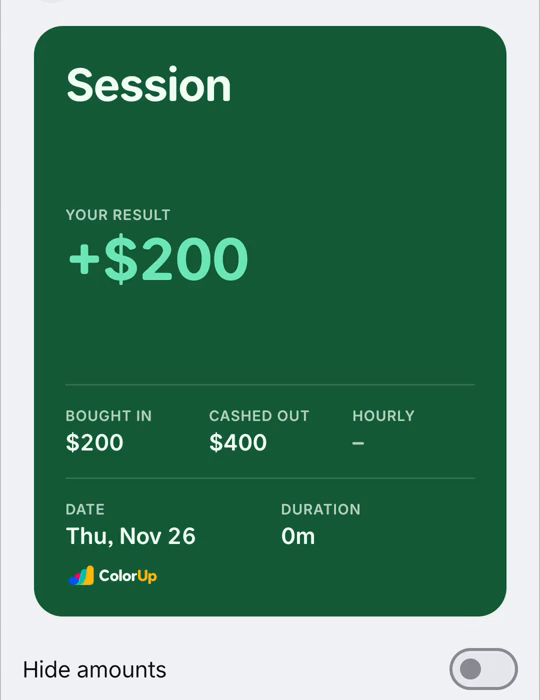 Session
YOUR RESULT
+$200
BOUGHT IN CASHED OUT HOURLY
$200 $400 –
DATE DURATION
Thu, Nov 26 0m
ColorUp
Hide amounts